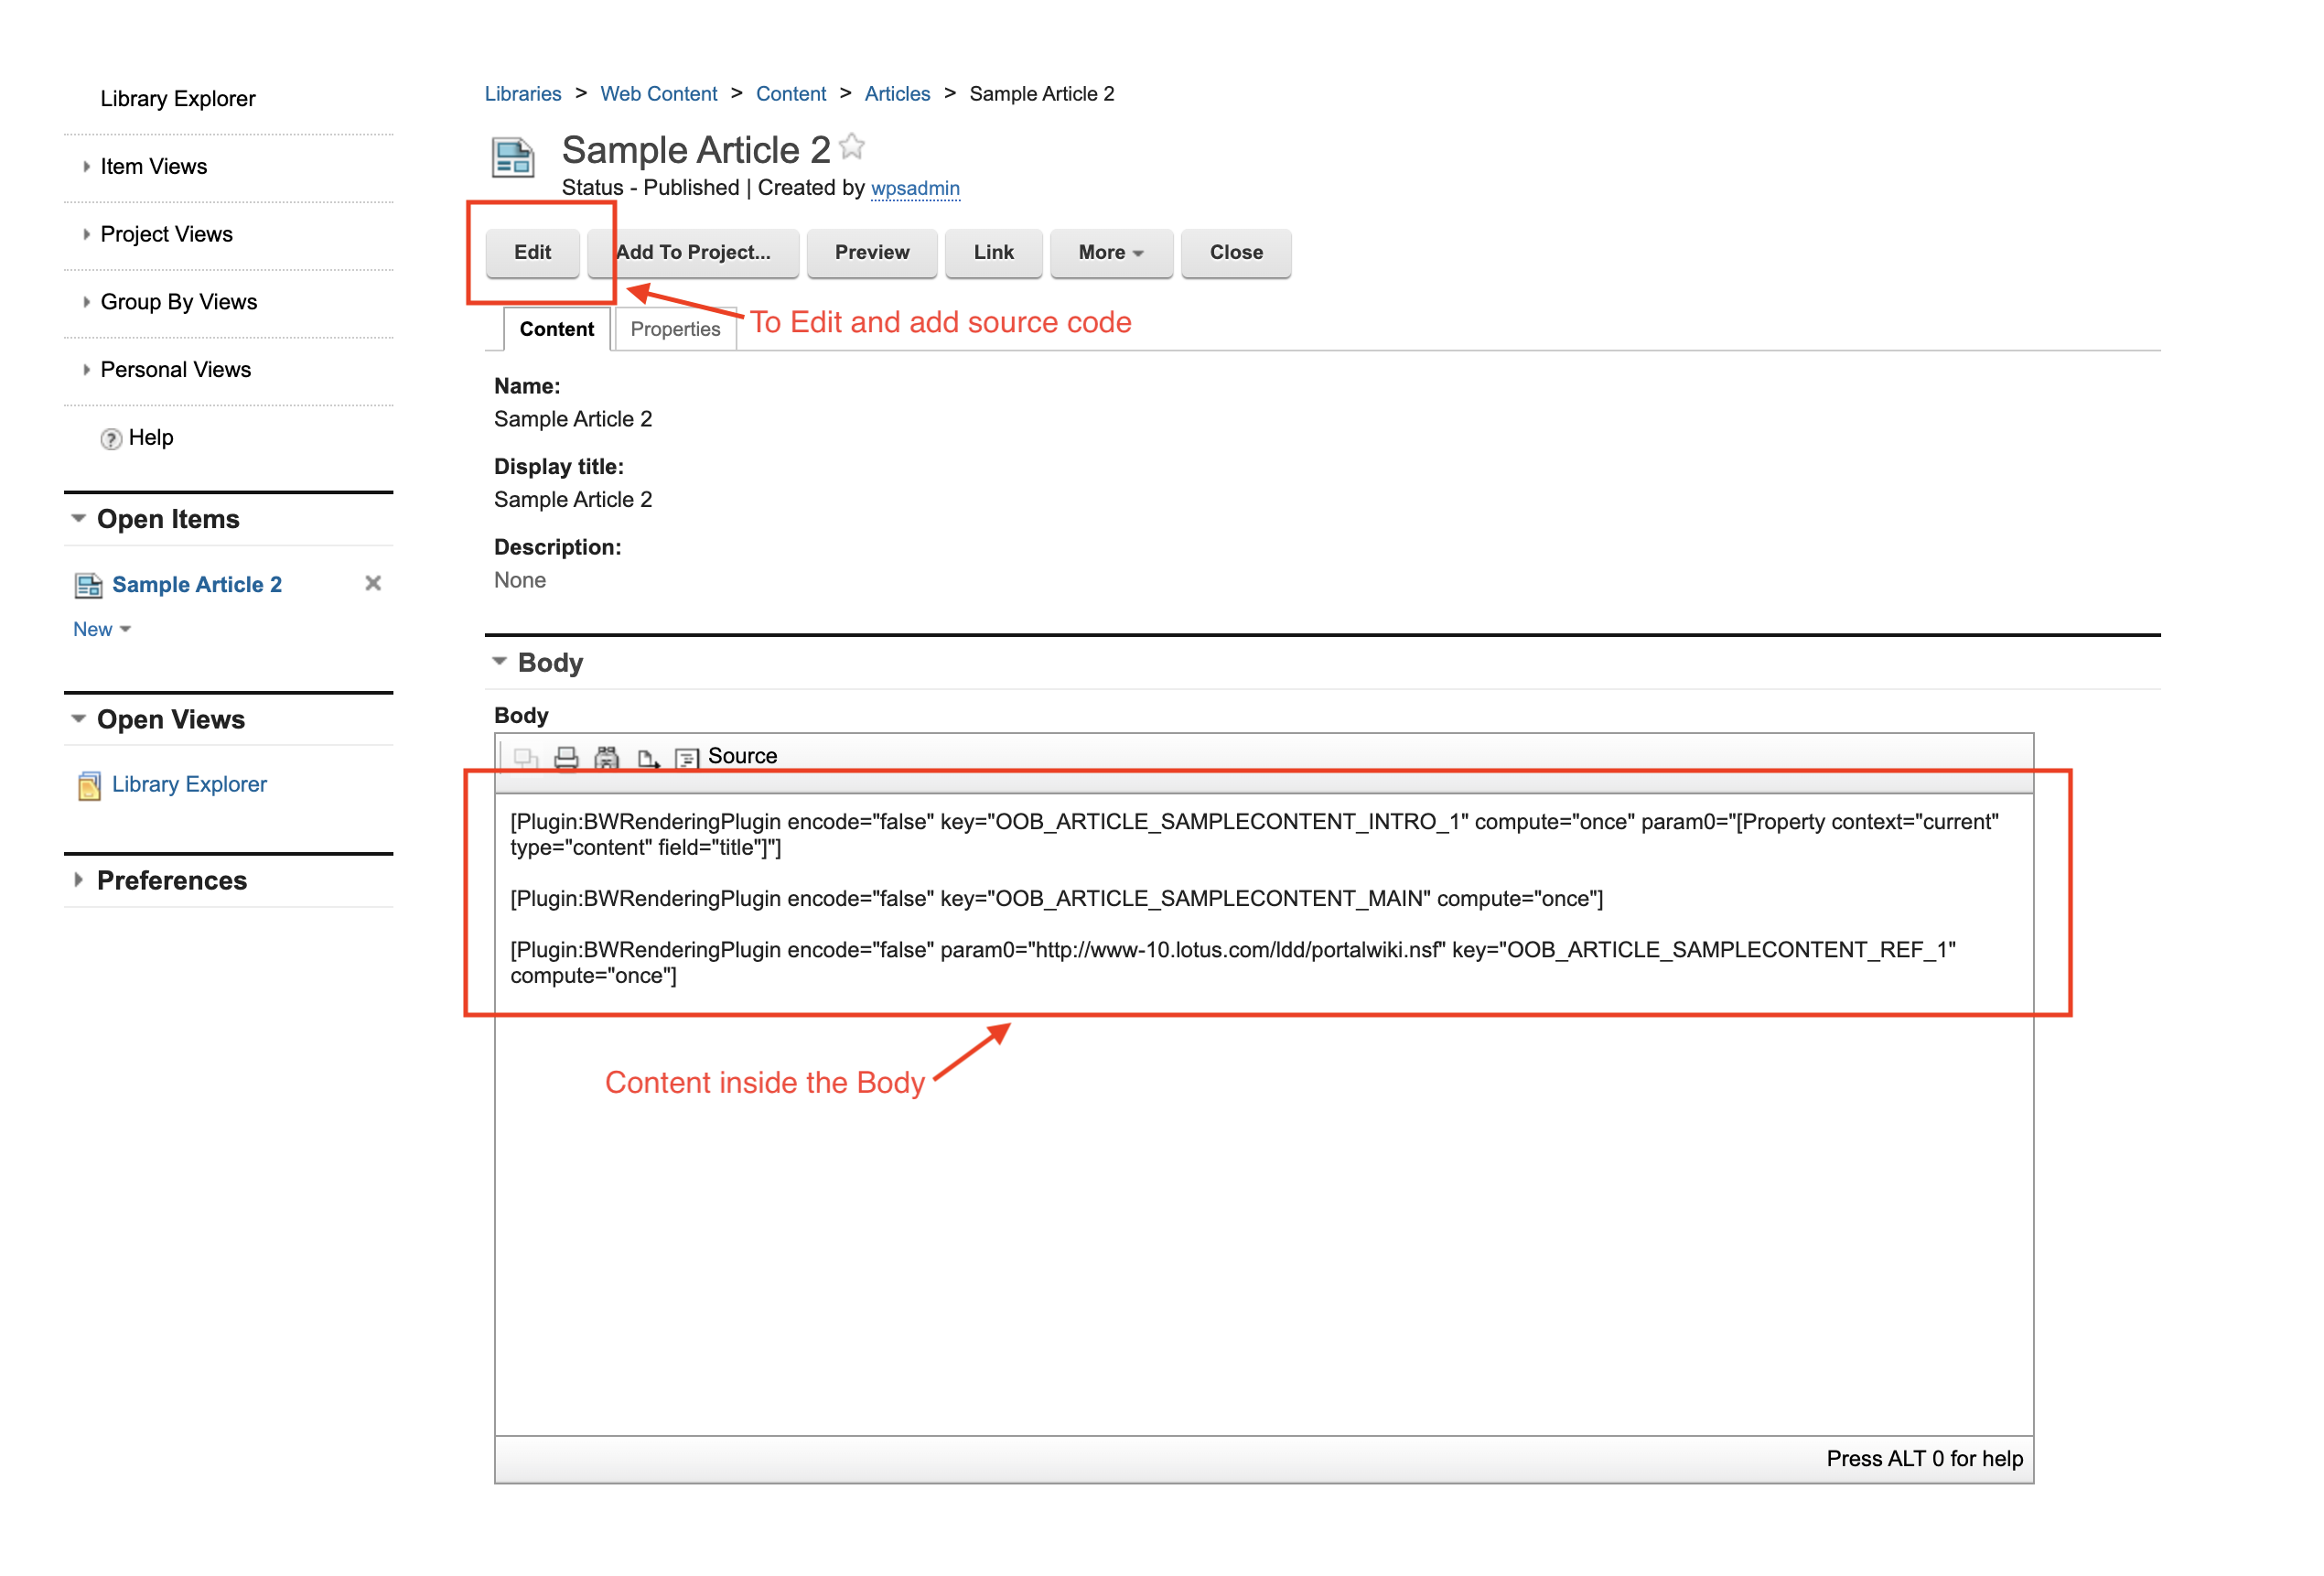 Library Explorer
Item Views
Project Views
Group By Views
Personal Views
Help
Open Items
Sample Article 2
New
Open Views
Library Explorer
Preferences
Libraries > Web Content > Content > Articles > Sample Article 2
Sample Article 2
Status - Published | Created by wpsadmin
Edit Add To Project... Preview Link More Close
To Edit and add source code
Content Properties
Name:
Sample Article 2
Display title:
Sample Article 2
Description:
None
Body
Body
Source
[Plugin:BWRenderingPlugin encode="false" key="OOB_ARTICLE_SAMPLECONTENT_INTRO_1" compute="once" param0="[Property context="current"
type="content" field="title"]"]
[Plugin:BWRenderingPlugin encode="false" key="OOB_ARTICLE_SAMPLECONTENT_MAIN" compute="once"]
[Plugin:BWRenderingPlugin encode="false" param0="http://www-10.lotus.com/ldd/portalwiki.nsf" key="OOB_ARTICLE_SAMPLECONTENT_REF_1"
compute="once"]
Content inside the Body
Press ALT 0 for help